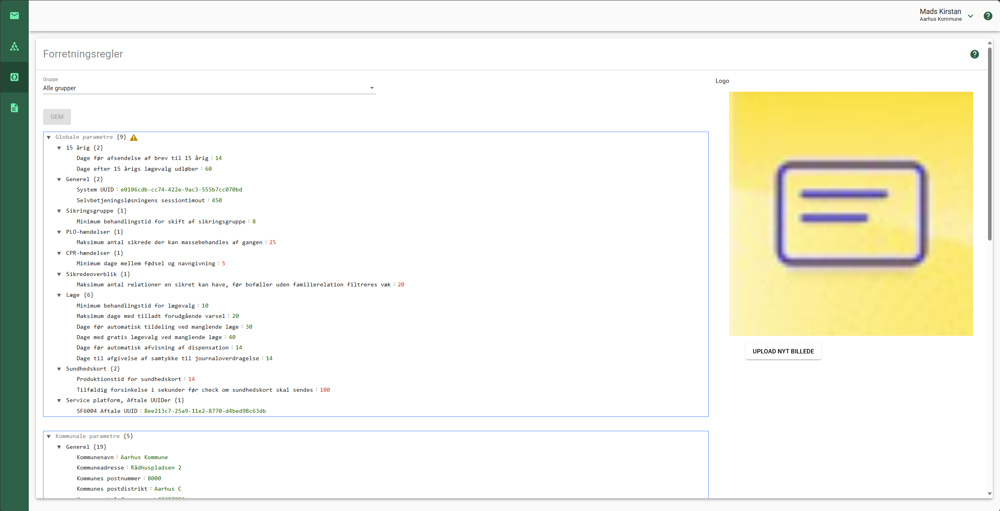 Mads Kirstan
Aarhus Kommune
Forretningsregler
Gruppe
Alle grupper
Logo
GEM
Globale parametre {9}
15 årig {2}
Dage før afsendelse af brev til 15 årig : 14
Dage efter 15 årigs lægevalg udløber : 60
Generel {2}
System UUID : e0106cdb-cc74-422e-9ac3-555b7cc070bd
Selvbetjeningsløsningens sessiontimout : 450
Sikringsgruppe {1}
Minimum behandlingstid for skift af sikringsgruppe : 8
PLO-hændelser {1}
Maksimum antal sikrede der kan massebehandles af gangen : 25
CPR-hændelser {1}
Minimum dage mellem fødsel og navngivning : 5
Sikredeoverblik {1}
Maksimum antal relationer en sikret kan have, før bofæller uden familierelation filtreres væk : 20
Læge {6}
Minimum behandlingstid for lægevalg : 10
Maksimum dage med tilladt forudgående varsel : 20
Dage før automatisk tildeling ved manglende læge : 30
Dage med gratis lægevalg ved manglende læge : 40
Dage før automatisk afvisning af dispensation : 14
Dage til afgivelse af samtykke til journaloverdragelse : 14
Sundhedskort {2}
Produktionstid for sundhedskort : 14
Tilfældig forsinkelse i sekunder før check om sundhedskort skal sendes : 100
Service platform, Aftale UUIDer {1}
SF6004 Aftale UUID : 8ee213c7-25a9-11e2-8770-d4bed98c63db
UPLOAD NYT BILLEDE
Kommunale parametre {5}
Generel {19}
Kommunenavn : Aarhus Kommune
Kommuneadresse : Rådhuspladsen 2
Kommunes postnummer : 8000
Kommunes postdistrikt : Aarhus C